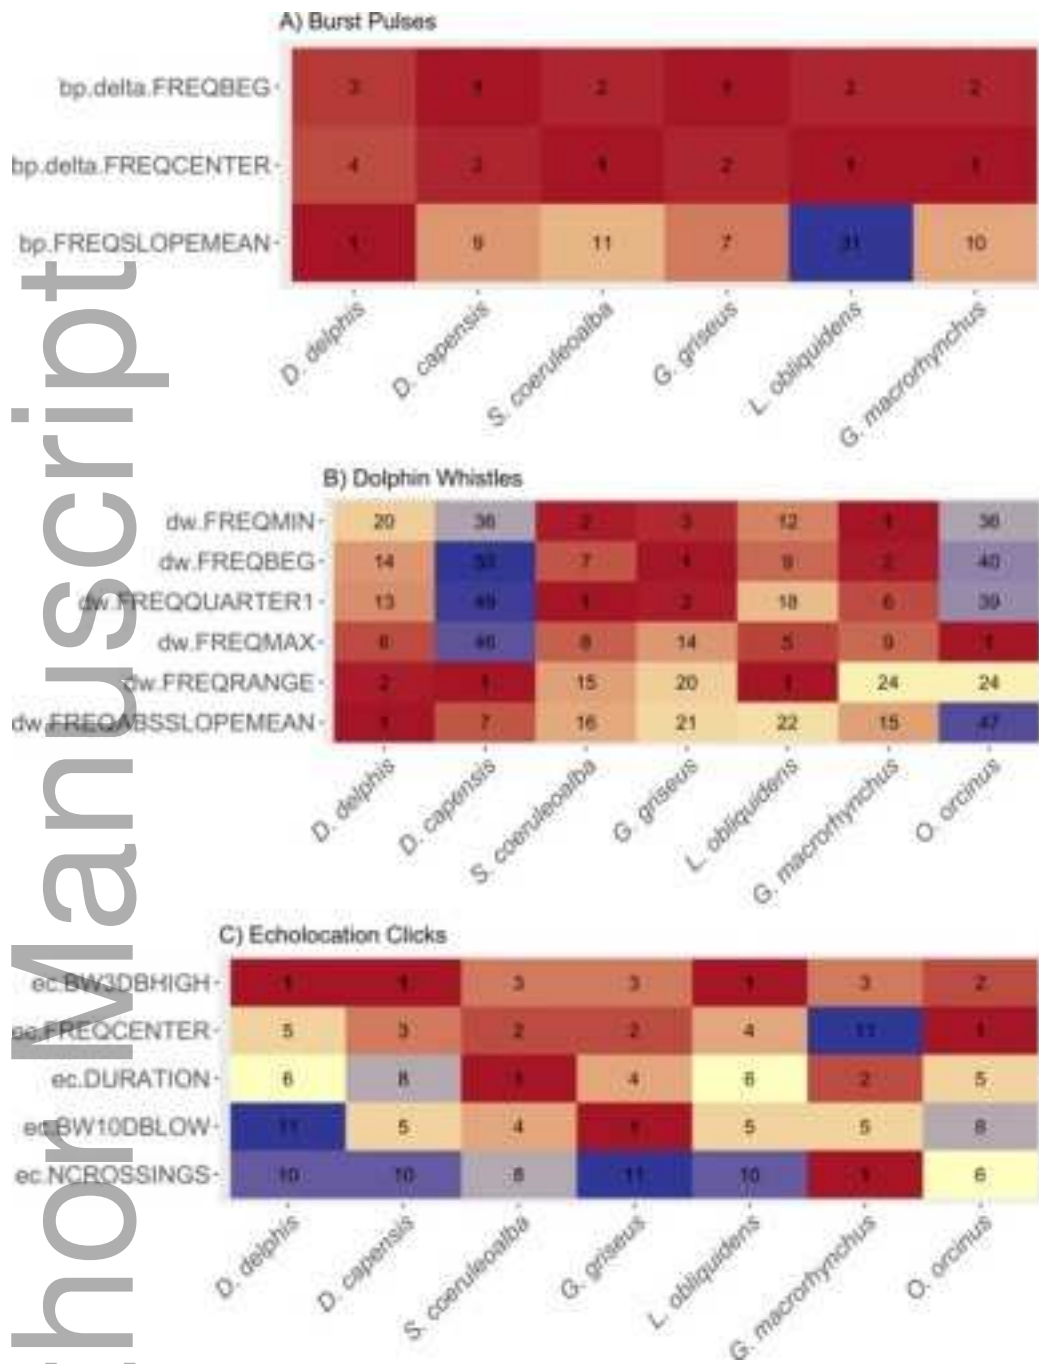 A) Burst Pulses
bp.delta.FREQBEG
3 2 2 2
bp.delta.FREQCENTER
4 2 1 2 1 1
bp.FREQSLOPEMEAN
1 9 11 7 31 10
D. delphis
D. capensis
S. coeruleoalba
G. griseus
L. obliquidens
G. macrorhynchus
B) Dolphin Whistles
dw.FREQMIN
20 36 2 3 12 1 36
dw.FREQBEG
14 7 1 9 2 40
dw.FREQQUARTER1
13 49 1 2 18 6 39
dw.FREQMAX
6 46 8 14 5 9 1
dw.FREQRANGE
2 1 15 20 1 24 24
dw.FREQABSSLOPEMEAN
1 7 16 21 22 15 47
D. delphis
D. capensis
S. coeruleoalba
G. griseus
L. obliquidens
G. macrorhynchus
O. orcinus
C) Echolocation Clicks
ec.BW3DBHIGH
1 1 3 3 1 3 2
ec.FREQCENTER
5 3 2 2 4 11 1
ec.DURATION
6 8 1 4 6 2 5
ec.BW10DBLOW
11 5 4 1 5 5 8
ec.NCROSSINGS
10 10 8 11 10 1 6
D. delphis
D. capensis
S. coeruleoalba
G. griseus
L. obliquidens
G. macrorhynchus
O. orcinus
hor Manuscript